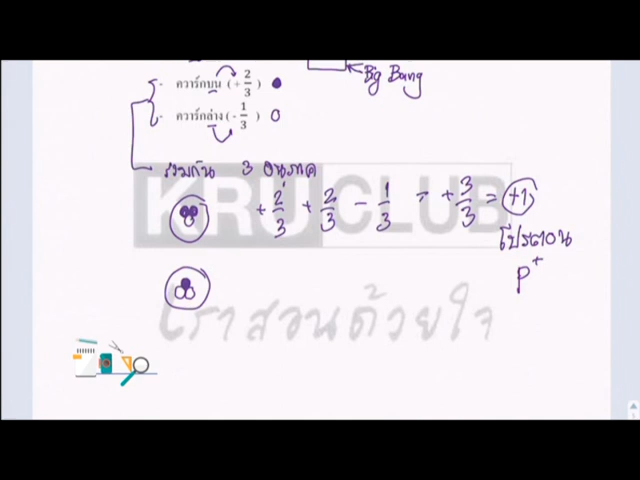 Big Bang
- ควาร์กบน (+2/3)
- ควาร์กล่าง (-1/3)
รวมกัน 3 อนุภาค
KRU CLUB
+2/3 + 2/3 - 1/3 = +3/3 = +1
โปรตอน
P+
เราสอนด้วยใจ